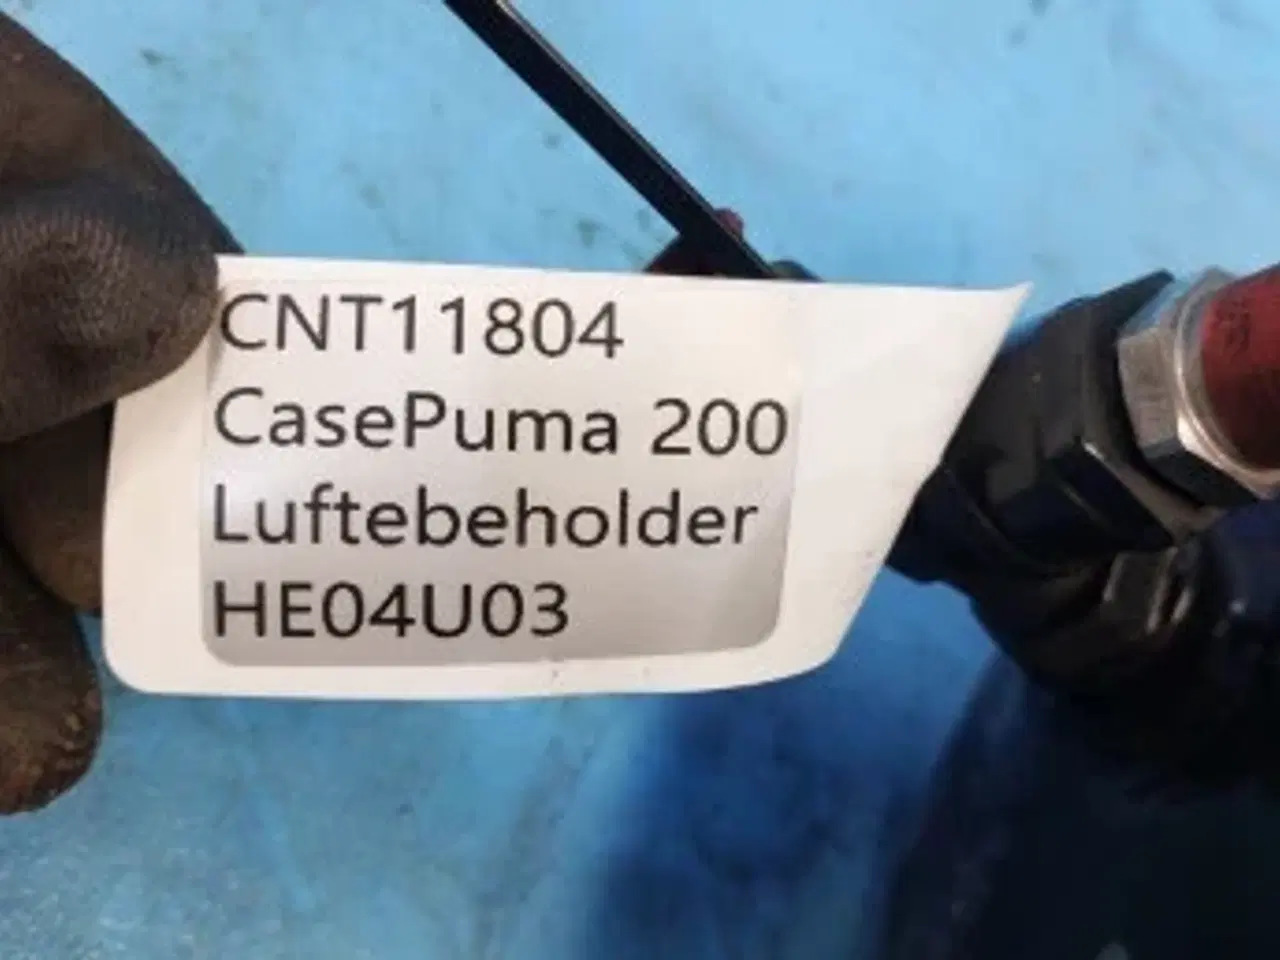 CNT11804
CasePuma 200
Luftebeholder
HE04U03